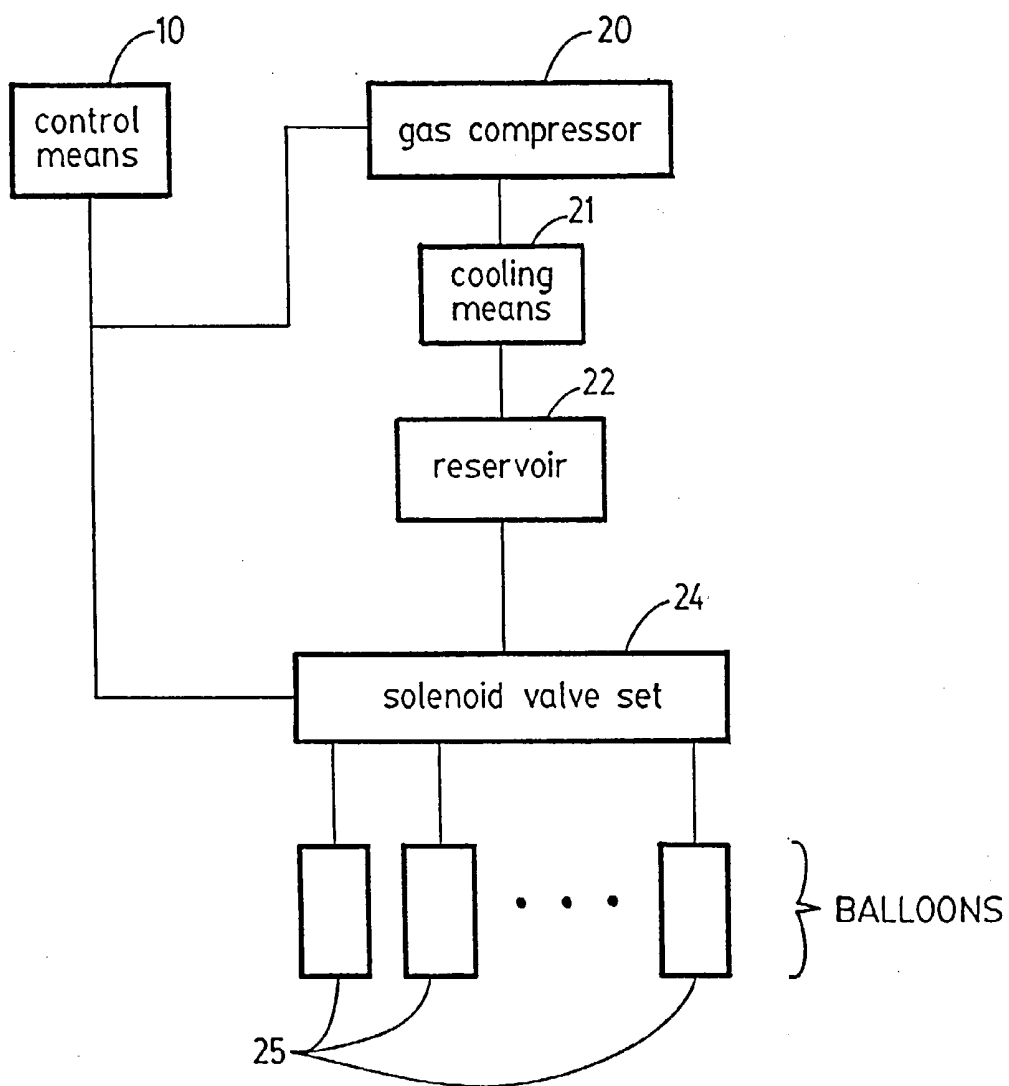 10
20
control
means
gas compressor
21
cooling
means
22
reservoir
24
solenoid valve set
BALLOONS
25